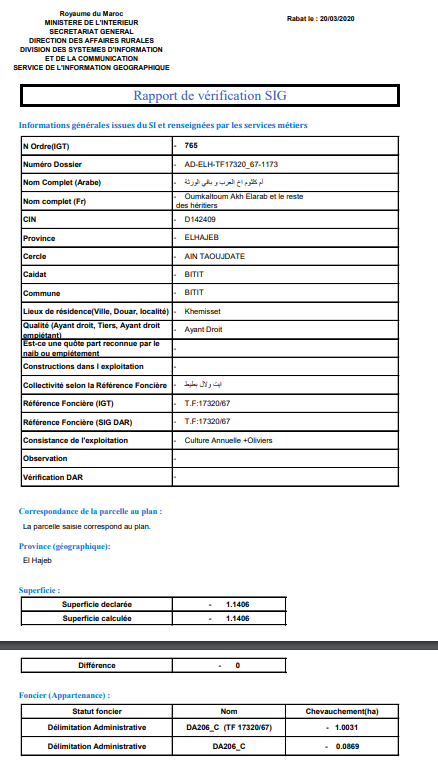 Royaume du Maroc
MINISTÈRE DE L'INTERIEUR
SECRETARIAT GENERAL
DIRECTION DES AFFAIRES RURALES
DIVISION DES SYSTEMES D'INFORMATION
ET DE LA COMMUNICATION
SERVICE DE L'INFORMATION GEOGRAPHIQUE
Rabat le : 20/03/2020
Rapport de vérification SIG
Informations générales issues du SI et renseignées par les services métiers
N Ordre(IGT) - 765
Numéro Dossier - AD-ELH-TF17320_67-1173
Nom Complet (Arabe) - أم كلثوم اخ العرب و باقي الورثة
Nom complet (Fr) - Oumkaltoum Akh Elarab et le reste
des héritiers
CIN - D142409
Province - ELHAJEB
Cercle - AIN TAOUJDATE
Caidat - BITIT
Commune - BITIT
Lieux de résidence(Ville, Douar, localité) - Khemisset
Qualité (Ayant droit, Tiers, Ayant droit
empiétant) - Ayant Droit
Est-ce une quôte part reconnue par le
naib ou empiétement -
Constructions dans l exploitation -
Collectivité selon la Référence Foncière - ايت ولال بطيط
Référence Foncière (IGT) - T.F:17320/67
Référence Foncière (SIG DAR) - T.F:17320/67
Consistance de l'exploitation - Culture Annuelle +Oliviers
Observation -
Vérification DAR -
Correspondance de la parcelle au plan :
La parcelle saisie correspond au plan.
Province (géographique):
El Hajeb
Superficie :
Superficie declarée - 1.1406
Superficie calculée - 1.1406
Différence - 0
Foncier (Appartenance) :
Statut foncier Nom Chevauchement(ha)
Délimitation Administrative DA206_C (TF 17320/67) - 1.0031
Délimitation Administrative DA206_C - 0.0869